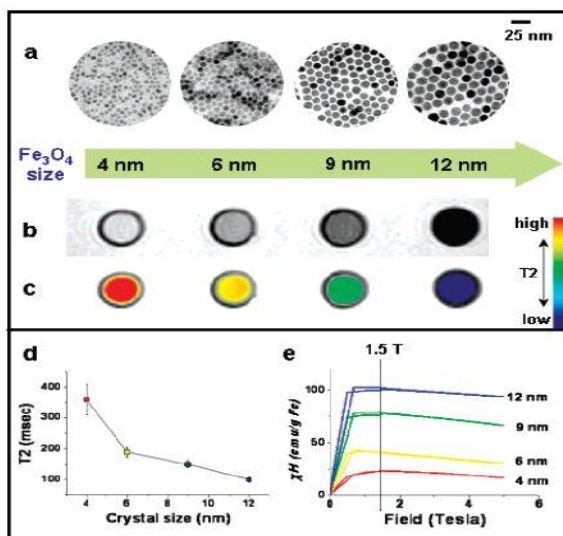 a
25 nm
Fe3O4 size
4 nm 6 nm 9 nm 12 nm
b
high
T2
c
low
d
T2 (msec)
400
300
200
100
4 6 8 10 12
Crystal size (nm)
e
1.5 T
χH (emu/g Fe)
100
50
0
12 nm
9 nm
6 nm
4 nm
0 2 4 6
Field (Tesla)